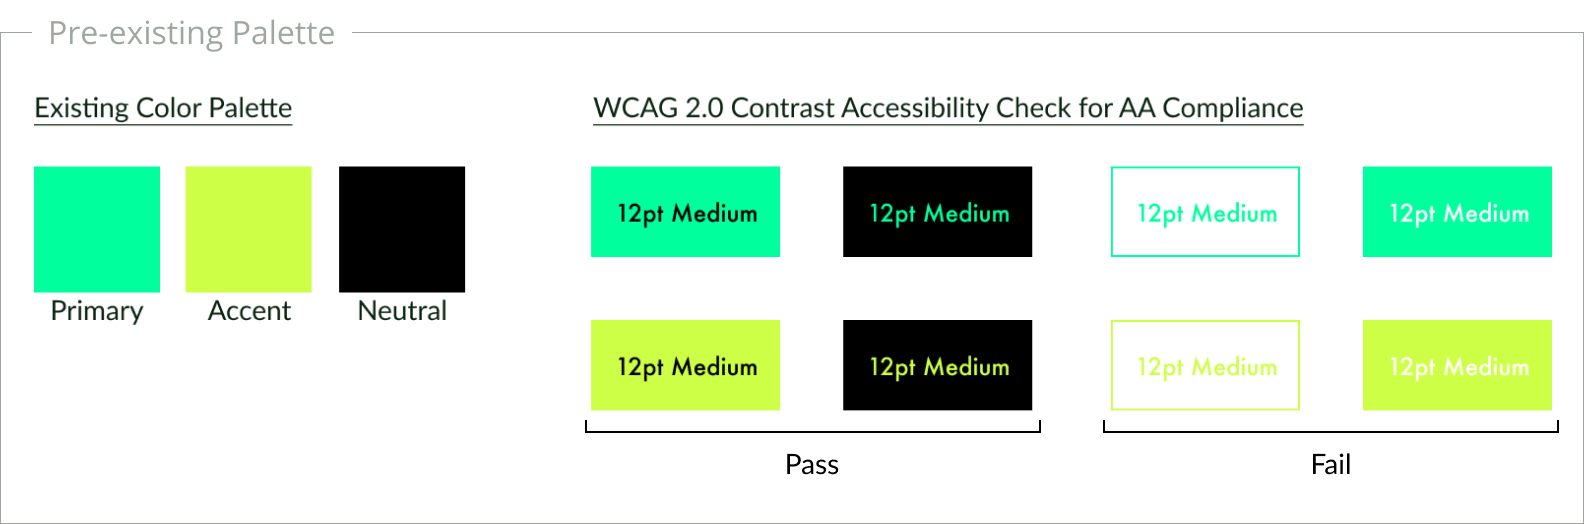 Pre-existing Palette
Existing Color Palette
Primary
Accent
Neutral
WCAG 2.0 Contrast Accessibility Check for AA Compliance
12pt Medium
12pt Medium
12pt Medium
12pt Medium
12pt Medium
12pt Medium
12pt Medium
12pt Medium
Pass
Fail